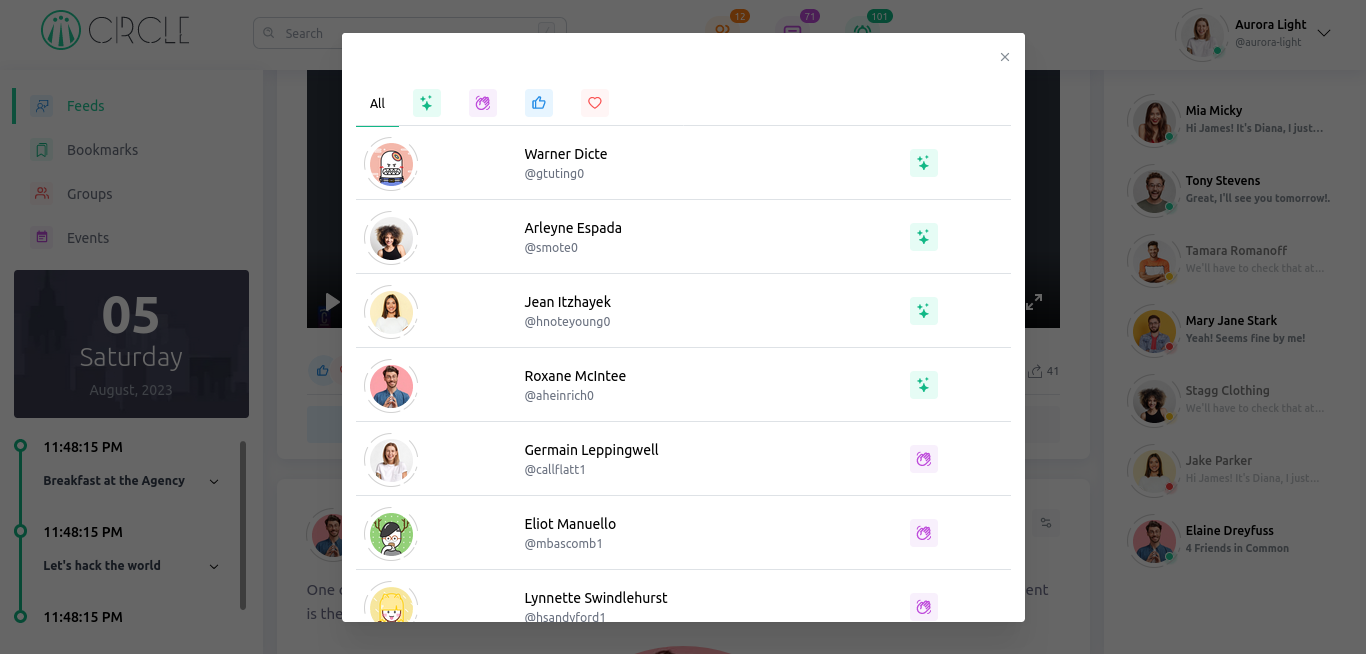 CIRCLE
Search
/
12
71
101
Aurora Light
@aurora-light
Feeds
Bookmarks
Groups
Events
05
Saturday
August, 2023
11:48:15 PM
Breakfast at the Agency
11:48:15 PM
Let's hack the world
11:48:15 PM
All
Warner Dicte
@gtuting0
Arleyne Espada
@smote0
Jean Itzhayek
@hnoteyoung0
Roxane McIntee
@aheinrich0
Germain Leppingwell
@callflatt1
Eliot Manuello
@mbascomb1
Lynnette Swindlehurst
@hsandyford1
41
One
is the
Mia Micky
Hi James! It's Diana, I just...
Tony Stevens
Great, I'll see you tomorrow!.
Tamara Romanoff
We'll have to check that at...
Mary Jane Stark
Yeah! Seems fine by me!
Stagg Clothing
We'll have to check that at...
Jake Parker
Hi James! It's Diana, I just...
Elaine Dreyfuss
4 Friends in Common